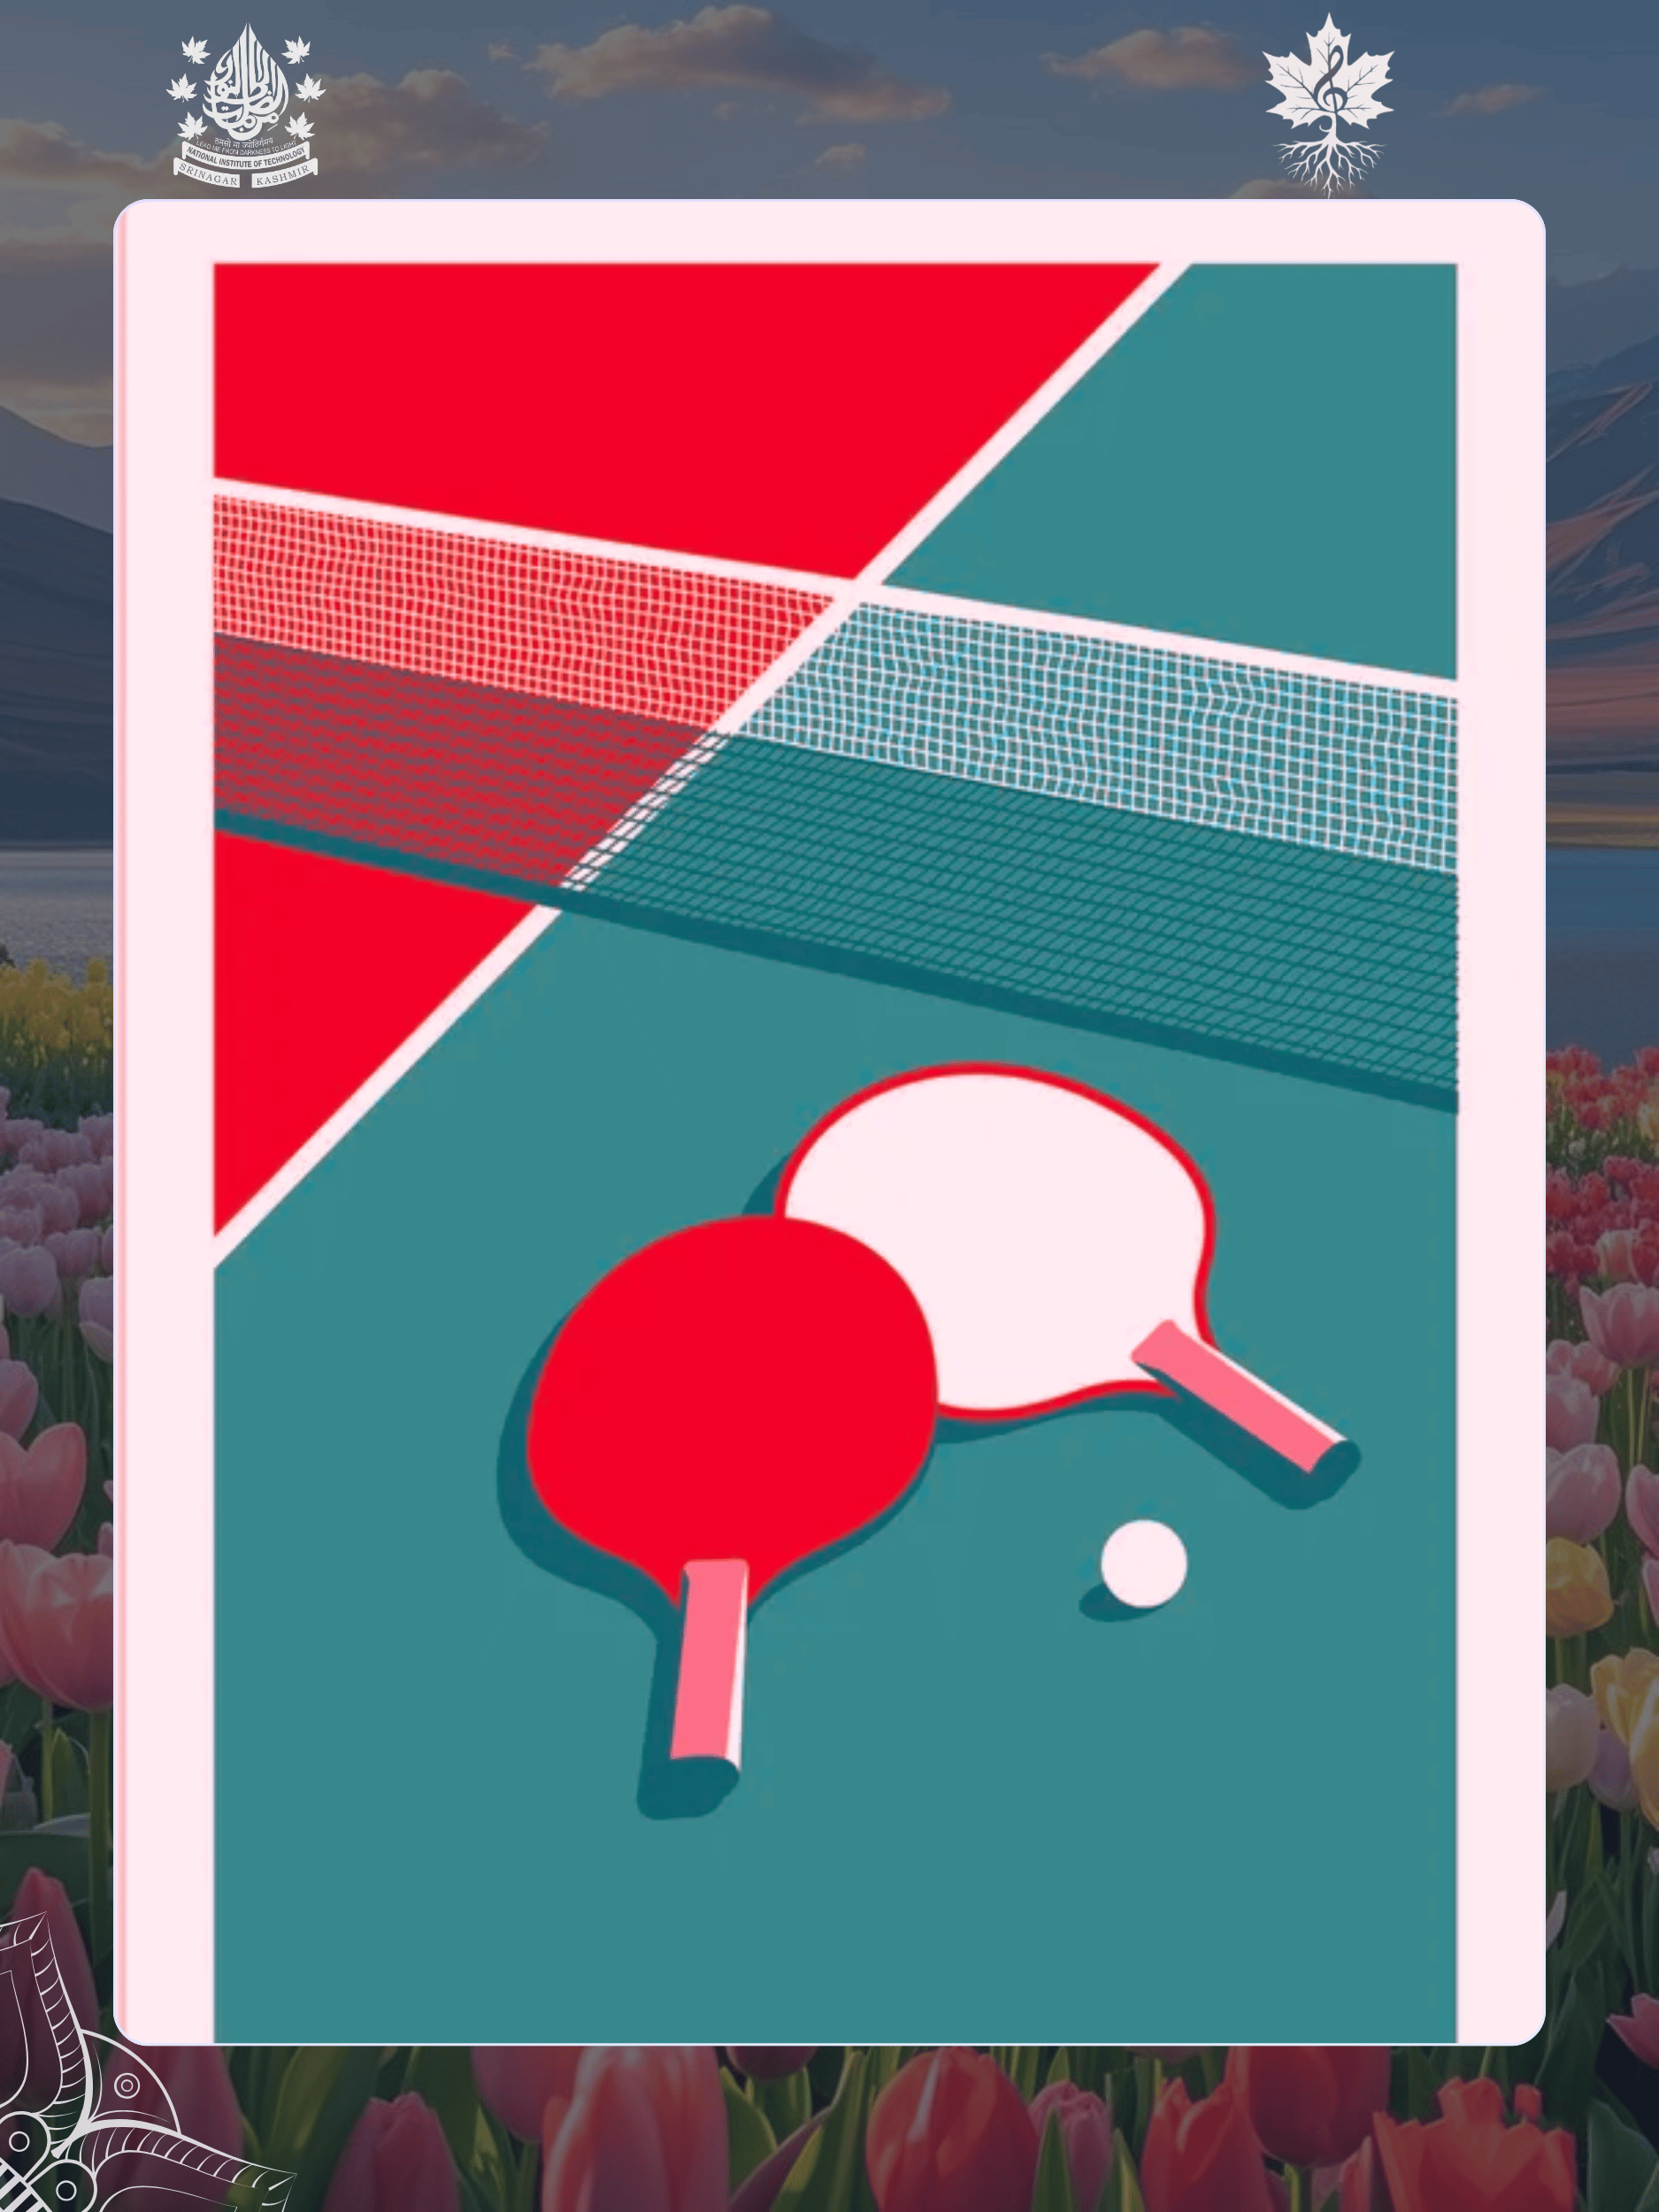 तमसो मा ज्योतिर्गमय
LEAD ME FROM DARKNESS TO LIGHT
NATIONAL INSTITUTE OF TECHNOLOGY
SRINAGAR KASHMIR